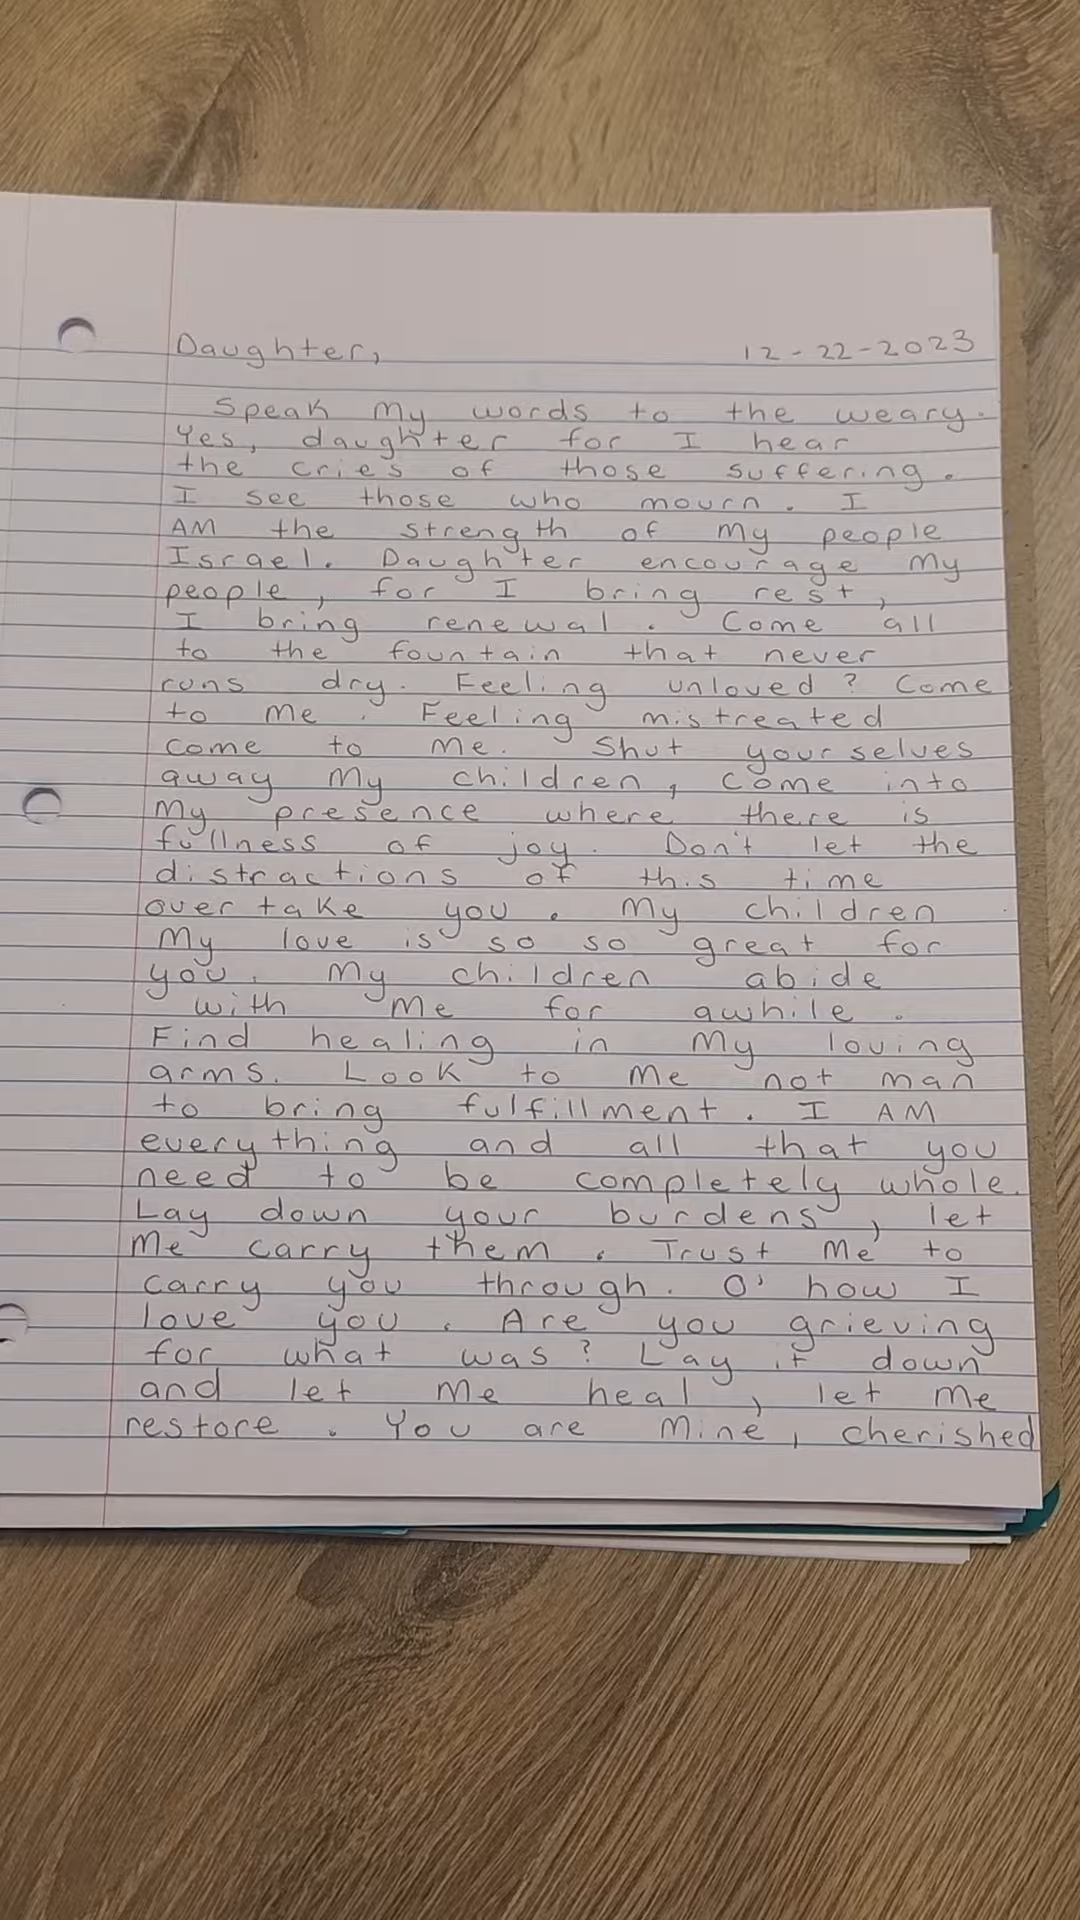 Daughter, 12-22-2023
Speak My words to the weary.
Yes, daughter for I hear
the cries of those suffering.
I see those who mourn. I
AM the strength of My people
Israel. Daughter encourage My
people, for I bring rest,
I bring renewal. Come all
to the fountain that never
runs dry. Feeling unloved? Come
to Me. Feeling mistreated
come to Me. Shut yourselves
away My children, come into
My presence where there is
fullness of joy. Don't let the
distractions of this time
overtake you. My children
My love is so so great for
you. My children abide
with Me for awhile.
Find healing in My loving
arms. Look to Me not man
to bring fulfillment. I AM
everything and all that you
need to be completely whole.
Lay down your burdens, let
Me carry them. Trust Me to
carry you through. O' how I
love you. Are you grieving
for what was? Lay it down
and let Me heal, let Me
restore. You are Mine, cherished